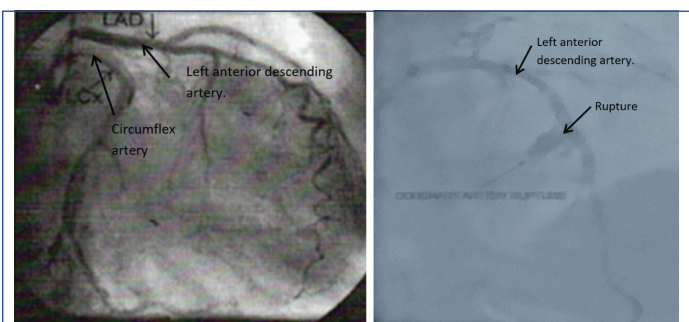 LAD
Left anterior descending
artery.
LCx
Circumflex
artery
Left anterior
descending artery.
Rupture
CORONARY ARTERY RUPTURE